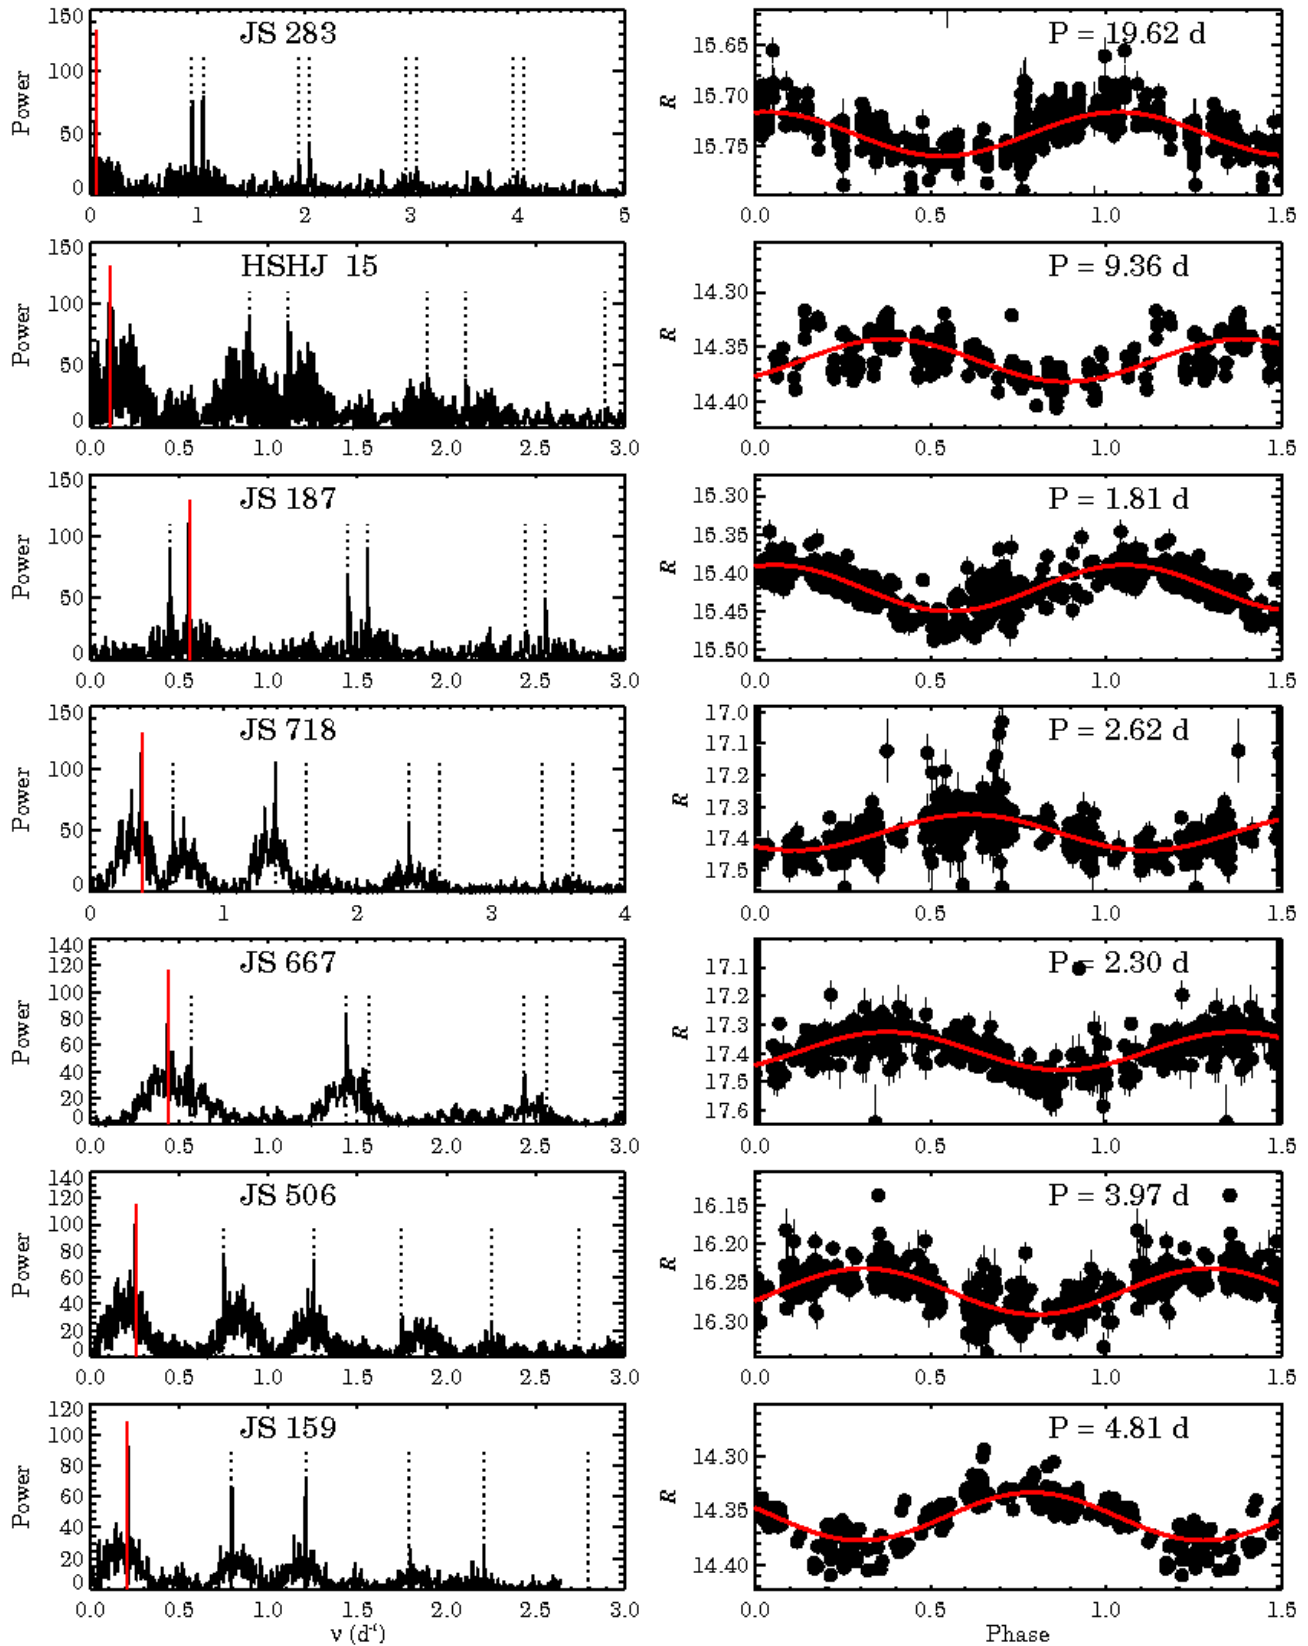 JS 283
P = 19.62 d
150
100
50
0
Power
0 1 2 3 4 5
15.65
15.70
15.75
R
0.0 0.5 1.0 1.5
HSHJ 15
P = 9.36 d
150
100
50
0
Power
0.0 0.5 1.0 1.5 2.0 2.5 3.0
14.30
14.35
14.40
R
0.0 0.5 1.0 1.5
JS 187
P = 1.81 d
150
100
50
0
Power
0.0 0.5 1.0 1.5 2.0 2.5 3.0
15.30
15.35
15.40
15.45
15.50
R
0.0 0.5 1.0 1.5
JS 718
P = 2.62 d
150
100
50
0
Power
0 1 2 3 4
17.0
17.1
17.2
17.3
17.4
17.5
R
0.0 0.5 1.0 1.5
JS 667
P = 2.30 d
140
120
100
80
60
40
20
0
Power
0.0 0.5 1.0 1.5 2.0 2.5 3.0
17.1
17.2
17.3
17.4
17.5
17.6
R
0.0 0.5 1.0 1.5
JS 506
P = 3.97 d
140
120
100
80
60
40
20
0
Power
0.0 0.5 1.0 1.5 2.0 2.5 3.0
16.15
16.20
16.25
16.30
R
0.0 0.5 1.0 1.5
JS 159
P = 4.81 d
120
100
80
60
40
20
0
Power
0.0 0.5 1.0 1.5 2.0 2.5 3.0
ν (d⁻¹)
14.30
14.35
14.40
R
0.0 0.5 1.0 1.5
Phase